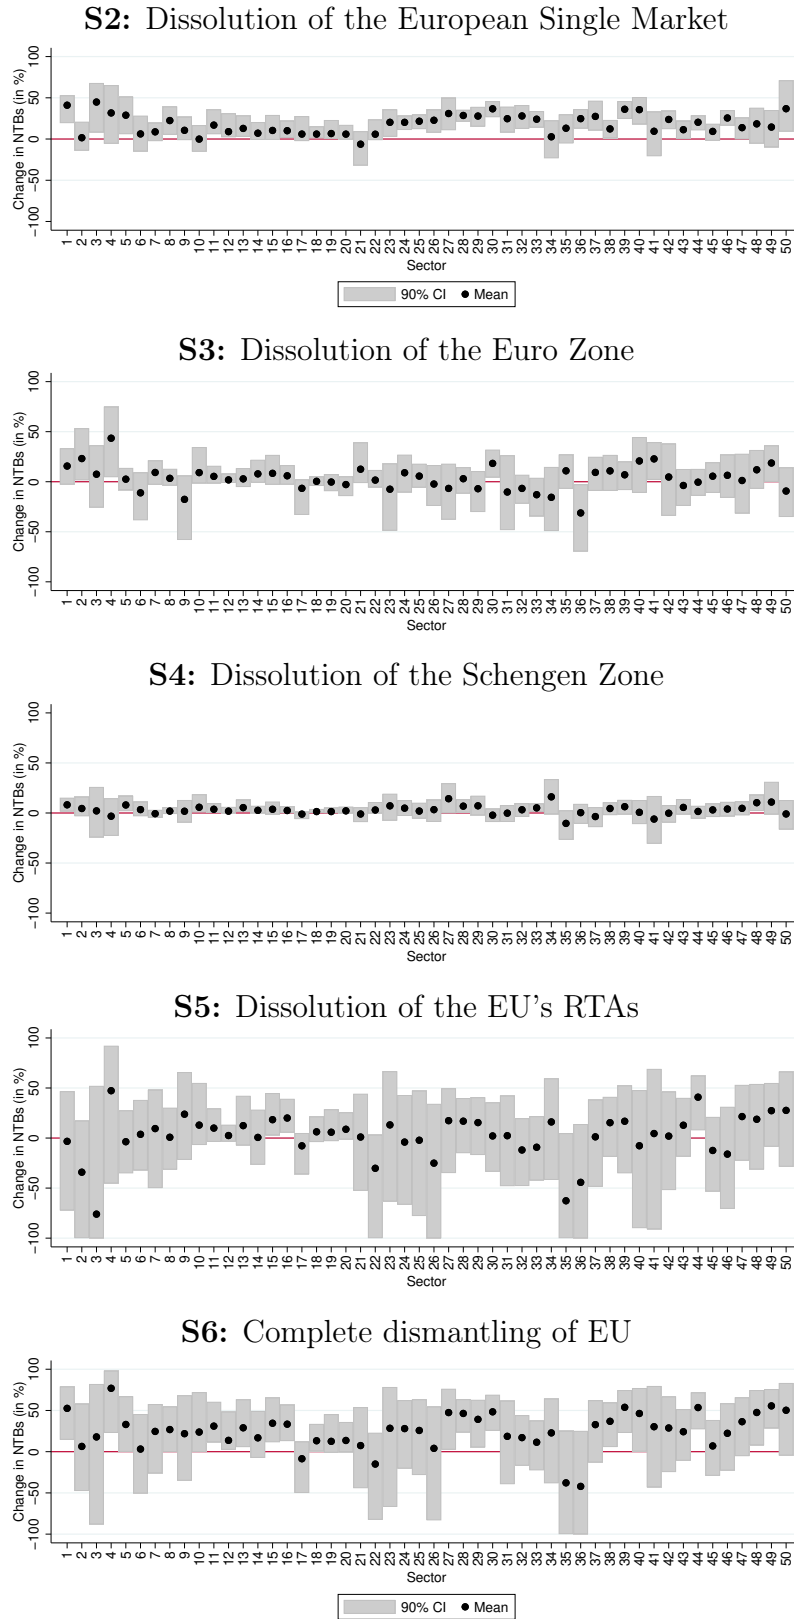 S2: Dissolution of the European Single Market
Change in NTBs (in %)
100
50
0
−50
−100
1 2 3 4 5 6 7 8 9 10 11 12 13 14 15 16 17 18 19 20 21 22 23 24 25 26 27 28 29 30 31 32 33 34 35 36 37 38 39 40 41 42 43 44 45 46 47 48 49 50
Sector
90% CI Mean
S3: Dissolution of the Euro Zone
Change in NTBs (in %)
100
50
0
−50
−100
1 2 3 4 5 6 7 8 9 10 11 12 13 14 15 16 17 18 19 20 21 22 23 24 25 26 27 28 29 30 31 32 33 34 35 36 37 38 39 40 41 42 43 44 45 46 47 48 49 50
Sector
S4: Dissolution of the Schengen Zone
Change in NTBs (in %)
100
50
0
−50
−100
1 2 3 4 5 6 7 8 9 10 11 12 13 14 15 16 17 18 19 20 21 22 23 24 25 26 27 28 29 30 31 32 33 34 35 36 37 38 39 40 41 42 43 44 45 46 47 48 49 50
Sector
S5: Dissolution of the EU's RTAs
Change in NTBs (in %)
100
50
0
−50
−100
1 2 3 4 5 6 7 8 9 10 11 12 13 14 15 16 17 18 19 20 21 22 23 24 25 26 27 28 29 30 31 32 33 34 35 36 37 38 39 40 41 42 43 44 45 46 47 48 49 50
Sector
S6: Complete dismantling of EU
Change in NTBs (in %)
100
50
0
−50
−100
1 2 3 4 5 6 7 8 9 10 11 12 13 14 15 16 17 18 19 20 21 22 23 24 25 26 27 28 29 30 31 32 33 34 35 36 37 38 39 40 41 42 43 44 45 46 47 48 49 50
Sector
90% CI Mean